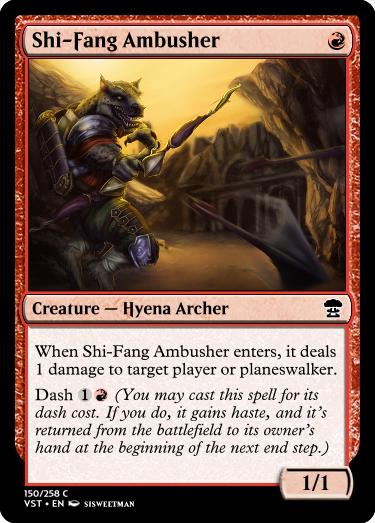 Shi-Fang Ambusher
Creature — Hyena Archer
When Shi-Fang Ambusher enters, it deals
1 damage to target player or planeswalker.
Dash 1 (You may cast this spell for its
dash cost. If you do, it gains haste, and it's
returned from the battlefield to its owner's
hand at the beginning of the next end step.)
1/1
150/258 C
VST • EN SISWEETMAN